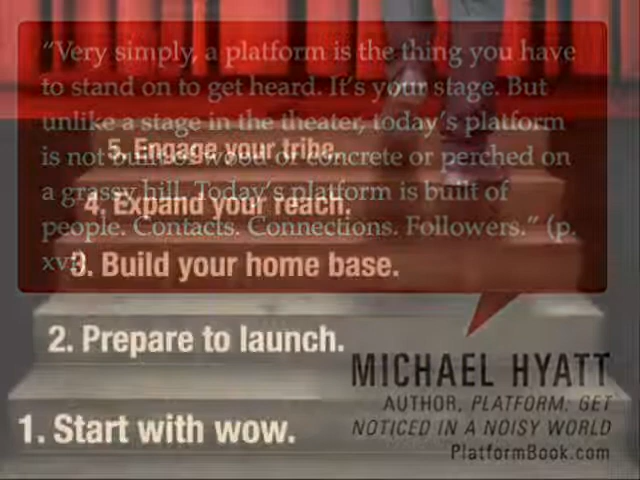 “Very simply, a platform is the thing you have
to stand on to get heard. It’s your stage. But
unlike a stage in the theater, today’s platform
is not built of wood or concrete or perched on
a grassy hill. Today’s platform is built of
people. Contacts. Connections. Followers.” (p.
xvi)
5. Engage your tribe.
4. Expand your reach.
3. Build your home base.
2. Prepare to launch.
1. Start with wow.
MICHAEL HYATT
AUTHOR, PLATFORM: GET
NOTICED IN A NOISY WORLD
PlatformBook.com